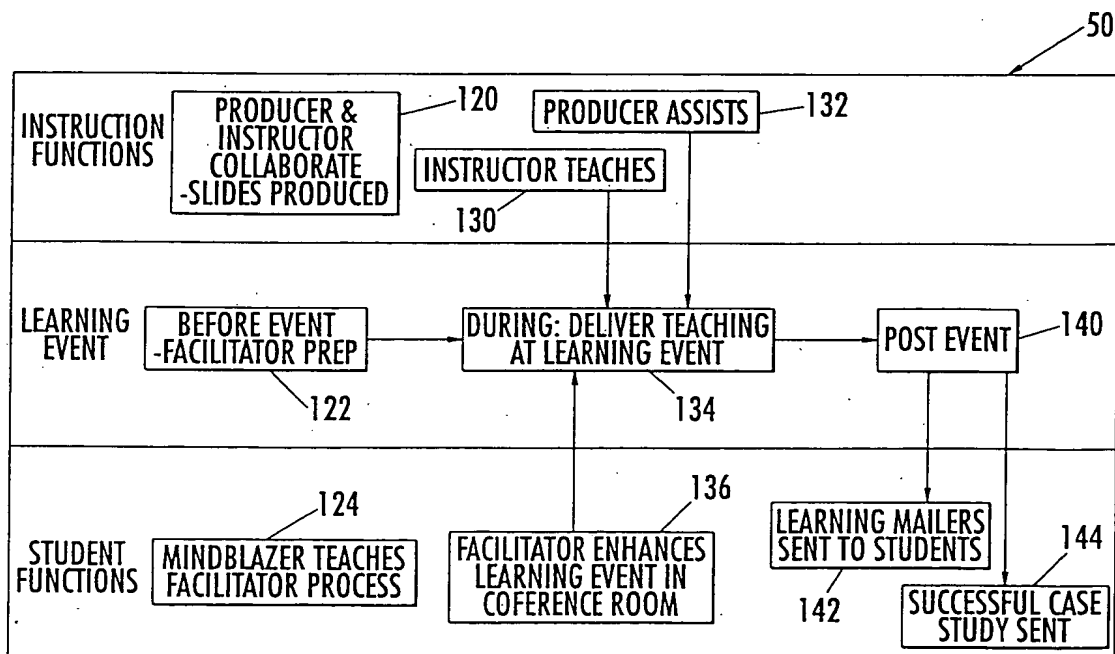 50
INSTRUCTION
FUNCTIONS
PRODUCER &
INSTRUCTOR
COLLABORATE
-SLIDES PRODUCED
120
PRODUCER ASSISTS
132
INSTRUCTOR TEACHES
130
LEARNING
EVENT
BEFORE EVENT
-FACILITATOR PREP
122
DURING: DELIVER TEACHING
AT LEARNING EVENT
134
POST EVENT
140
STUDENT
FUNCTIONS
124
MINDBLAZER TEACHES
FACILITATOR PROCESS
136
FACILITATOR ENHANCES
LEARNING EVENT IN
COFERENCE ROOM
LEARNING MAILERS
SENT TO STUDENTS
142
144
SUCCESSFUL CASE
STUDY SENT